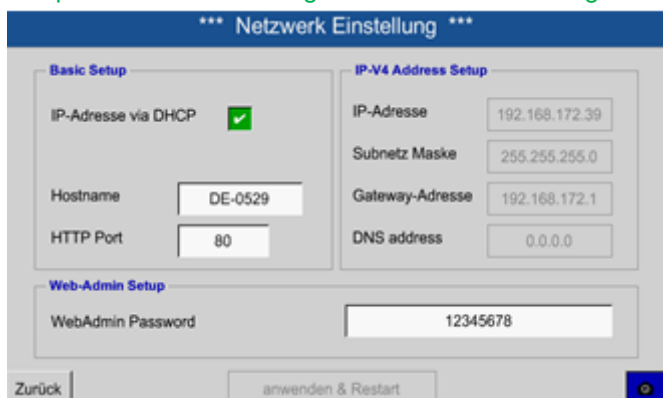 *** Netzwerk Einstellung ***
Basic Setup
IP-Adresse via DHCP
Hostname DE-0529
HTTP Port 80
IP-V4 Address Setup
IP-Adresse 192.168.172.39
Subnetz Maske 255.255.255.0
Gateway-Adresse 192.168.172.1
DNS address 0.0.0.0
Web-Admin Setup
WebAdmin Password 12345678
Zurück anwenden & Restart